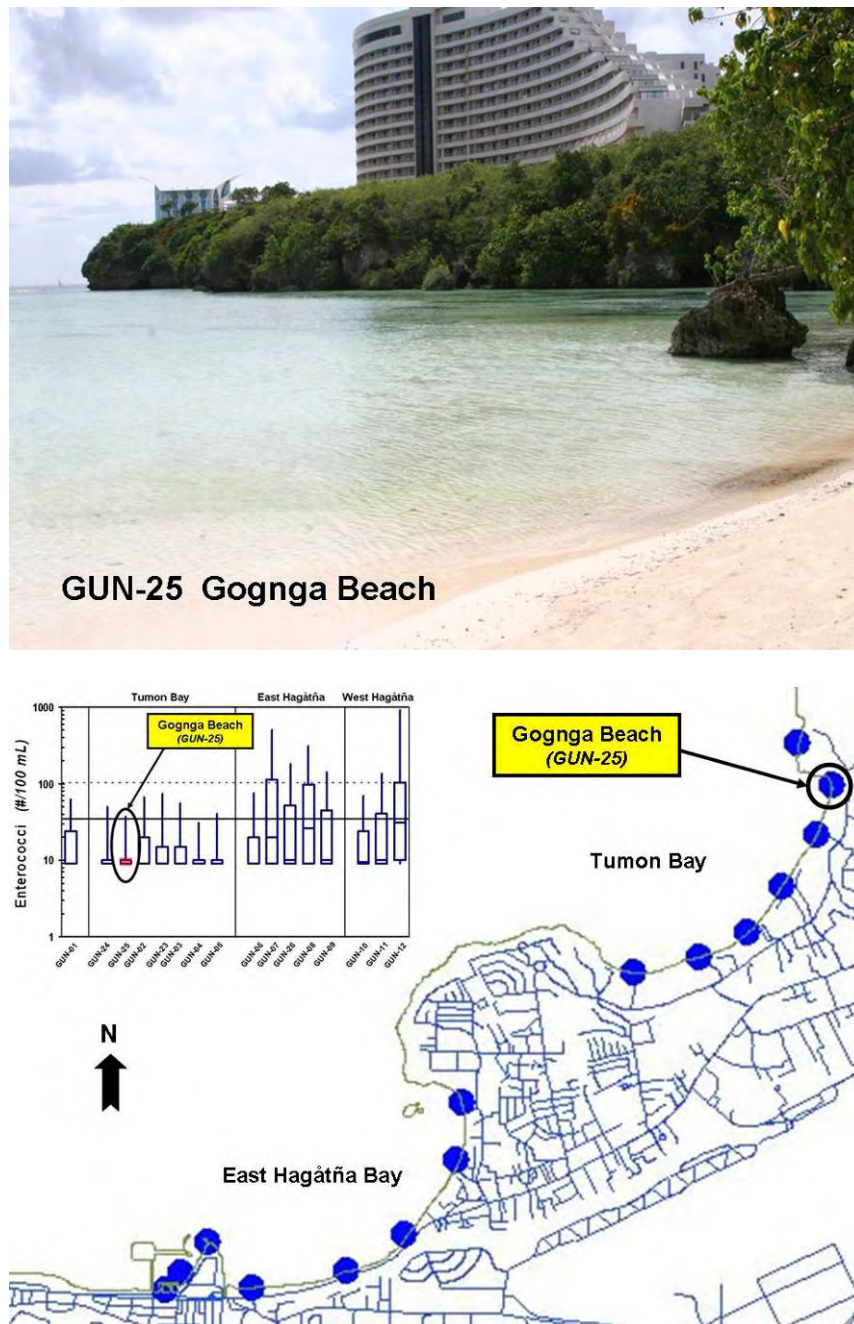 GUN-25 Gognga Beach
Tumon Bay
East Hagåtña
West Hagåtña
Gognga Beach
(GUN-25)
Enterococci (#/100 mL)
1000
100
10
1
GUN-01
GUN-24
GUN-25
GUN-02
GUN-23
GUN-03
GUN-04
GUN-05
GUN-06
GUN-07
GUN-26
GUN-08
GUN-09
GUN-10
GUN-11
GUN-12
Gognga Beach
(GUN-25)
Tumon Bay
N
East Hagåtña Bay